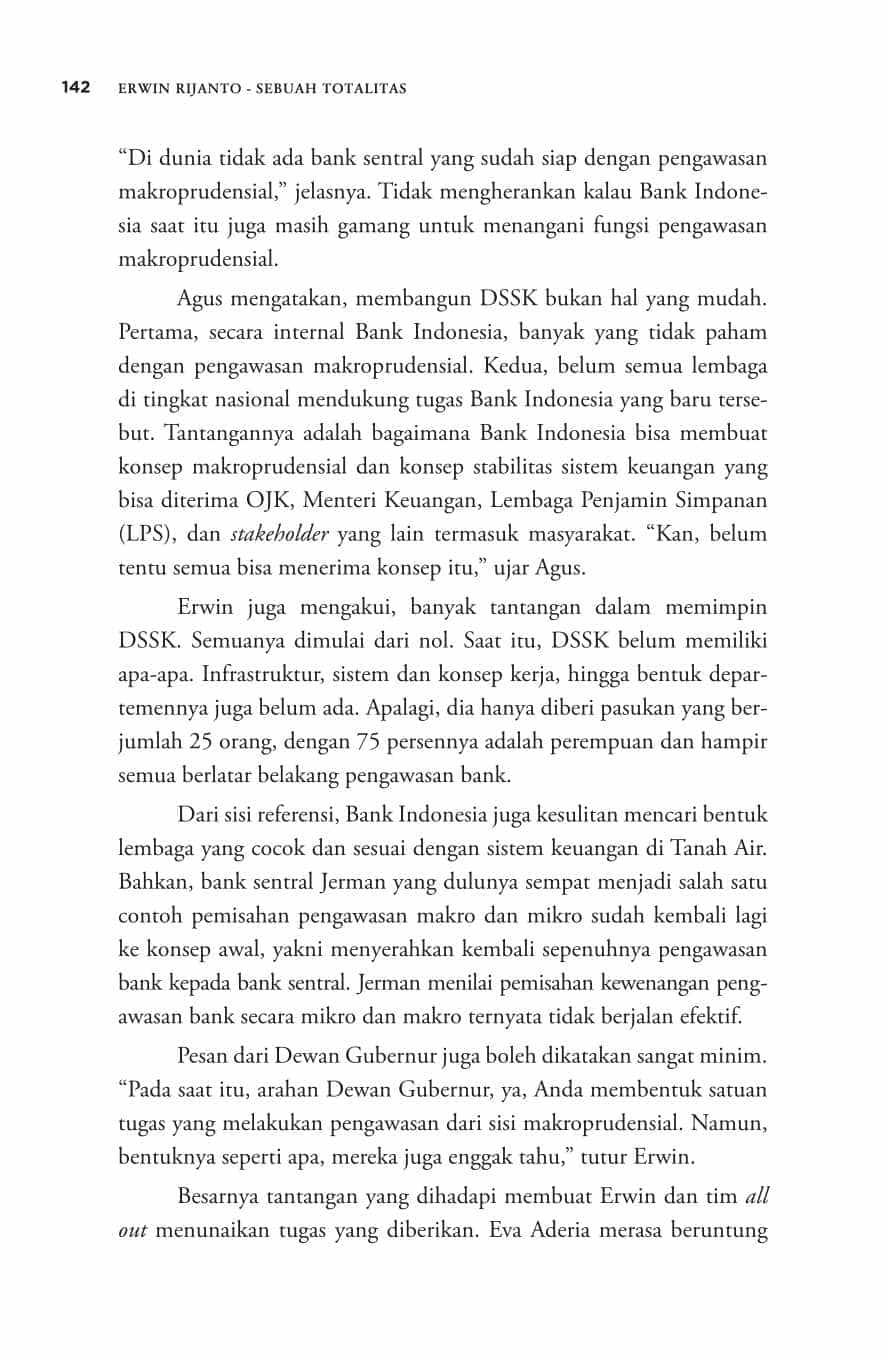 142 ERWIN RIJANTO - SEBUAH TOTALITAS
“Di dunia tidak ada bank sentral yang sudah siap dengan pengawasan
makroprudensial,” jelasnya. Tidak mengherankan kalau Bank Indone-
sia saat itu juga masih gamang untuk menangani fungsi pengawasan
makroprudensial.
Agus mengatakan, membangun DSSK bukan hal yang mudah.
Pertama, secara internal Bank Indonesia, banyak yang tidak paham
dengan pengawasan makroprudensial. Kedua, belum semua lembaga
di tingkat nasional mendukung tugas Bank Indonesia yang baru terse-
but. Tantangannya adalah bagaimana Bank Indonesia bisa membuat
konsep makroprudensial dan konsep stabilitas sistem keuangan yang
bisa diterima OJK, Menteri Keuangan, Lembaga Penjamin Simpanan
(LPS), dan stakeholder yang lain termasuk masyarakat. “Kan, belum
tentu semua bisa menerima konsep itu,” ujar Agus.
Erwin juga mengakui, banyak tantangan dalam memimpin
DSSK. Semuanya dimulai dari nol. Saat itu, DSSK belum memiliki
apa-apa. Infrastruktur, sistem dan konsep kerja, hingga bentuk depar-
temennya juga belum ada. Apalagi, dia hanya diberi pasukan yang ber-
jumlah 25 orang, dengan 75 persennya adalah perempuan dan hampir
semua berlatar belakang pengawasan bank.
Dari sisi referensi, Bank Indonesia juga kesulitan mencari bentuk
lembaga yang cocok dan sesuai dengan sistem keuangan di Tanah Air.
Bahkan, bank sentral Jerman yang dulunya sempat menjadi salah satu
contoh pemisahan pengawasan makro dan mikro sudah kembali lagi
ke konsep awal, yakni menyerahkan kembali sepenuhnya pengawasan
bank kepada bank sentral. Jerman menilai pemisahan kewenangan peng-
awasan bank secara mikro dan makro ternyata tidak berjalan efektif.
Pesan dari Dewan Gubernur juga boleh dikatakan sangat minim.
“Pada saat itu, arahan Dewan Gubernur, ya, Anda membentuk satuan
tugas yang melakukan pengawasan dari sisi makroprudensial. Namun,
bentuknya seperti apa, mereka juga enggak tahu,” tutur Erwin.
Besarnya tantangan yang dihadapi membuat Erwin dan tim all
out menunaikan tugas yang diberikan. Eva Aderia merasa beruntung